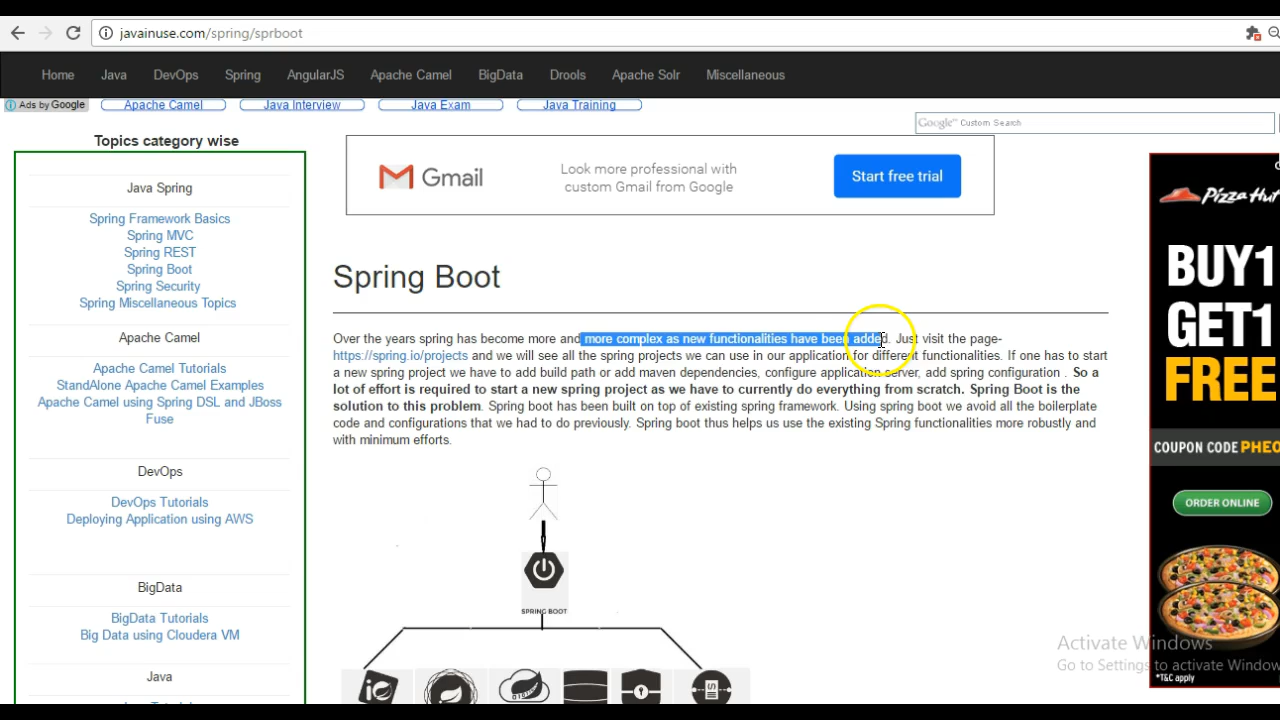 javainuse.com/spring/sprboot
Home Java DevOps Spring AngularJS Apache Camel BigData Drools Apache Solr Miscellaneous
Ads by Google Apache Camel Java Interview Java Exam Java Training
Google™ Custom Search
Topics category wise
Java Spring
Spring Framework Basics
Spring MVC
Spring REST
Spring Boot
Spring Security
Spring Miscellaneous Topics
Apache Camel
Apache Camel Tutorials
StandAlone Apache Camel Examples
Apache Camel using Spring DSL and JBoss
Fuse
DevOps
DevOps Tutorials
Deploying Application using AWS
BigData
BigData Tutorials
Big Data using Cloudera VM
Java
Gmail
Look more professional with
custom Gmail from Google
Start free trial
Spring Boot
Over the years spring has become more and more complex as new functionalities have been added. Just visit the page-
https://spring.io/projects and we will see all the spring projects we can use in our application for different functionalities. If one has to start
a new spring project we have to add build path or add maven dependencies, configure application server, add spring configuration . So a
lot of effort is required to start a new spring project as we have to currently do everything from scratch. Spring Boot is the
solution to this problem. Spring boot has been built on top of existing spring framework. Using spring boot we avoid all the boilerplate
code and configurations that we had to do previously. Spring boot thus helps us use the existing Spring functionalities more robustly and
with minimum efforts.
SPRING BOOT
Pizza Hut
BUY1
GET1
FREE
COUPON CODE PHEO
ORDER ONLINE
*T&C apply
Activate Windows
Go to Settings to activate Window